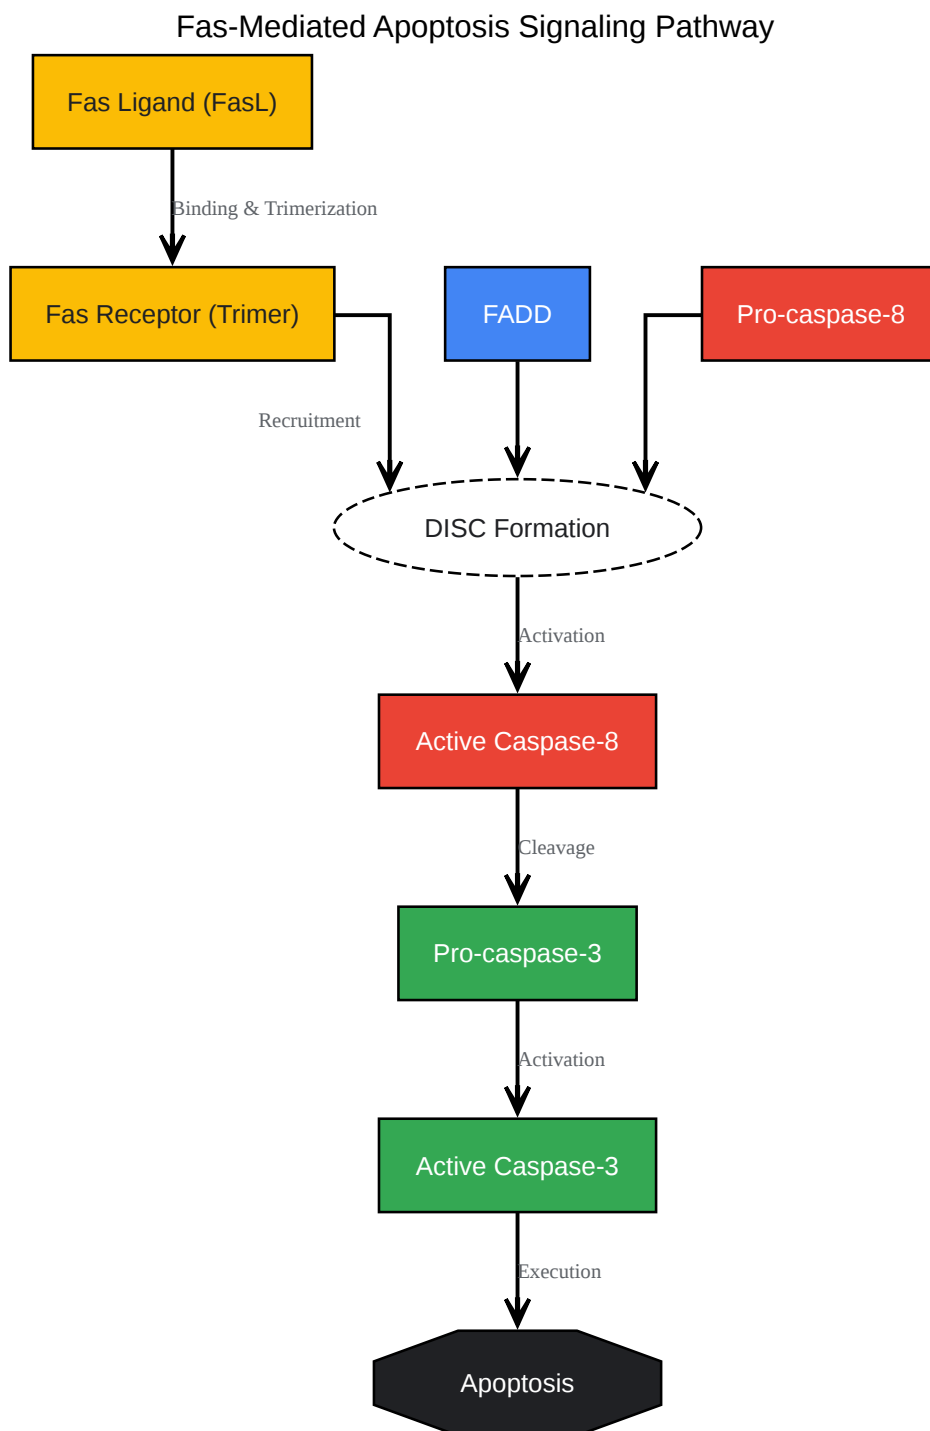 Fas-Mediated Apoptosis Signaling Pathway
Fas Ligand (FasL)
Binding & Trimerization
Fas Receptor (Trimer)
FADD
Pro-caspase-8
Recruitment
DISC Formation
Activation
Active Caspase-8
Cleavage
Pro-caspase-3
Activation
Active Caspase-3
Execution
Apoptosis